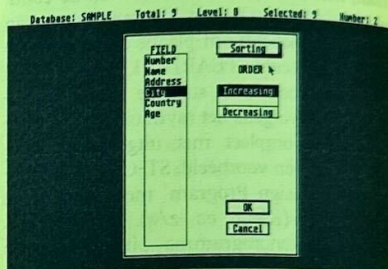 Database: SAMPLE Total: 9 Level: 0 Selected: 9 Number: 2
FIELD
Number
Name
Address
City
Country
Age
Sorting
ORDER
Increasing
Decreasing
OK
Cancel